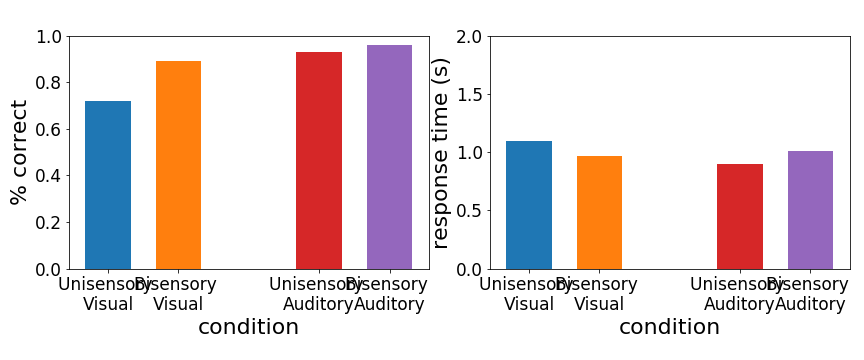 % correct
1.0
0.8
0.6
0.4
0.2
0.0
Unisensory Bisensory Unisensory Bisensory
Visual Visual Auditory Auditory
condition
response time (s)
2.0
1.5
1.0
0.5
0.0
Unisensory Bisensory Unisensory Bisensory
Visual Visual Auditory Auditory
condition